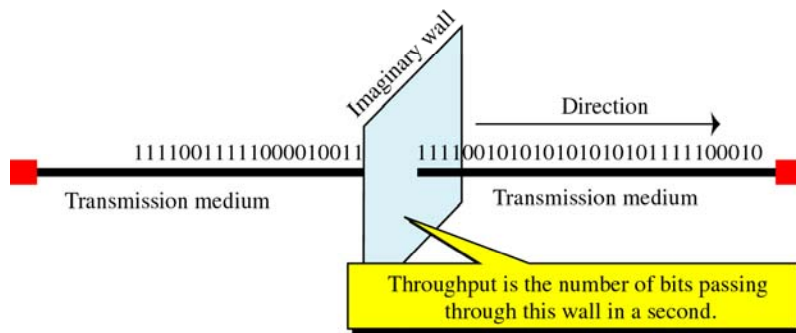 Imaginary wall
Direction
11110011111000010011
11110010101010101010101111100010
Transmission medium
Transmission medium
Throughput is the number of bits passing
through this wall in a second.